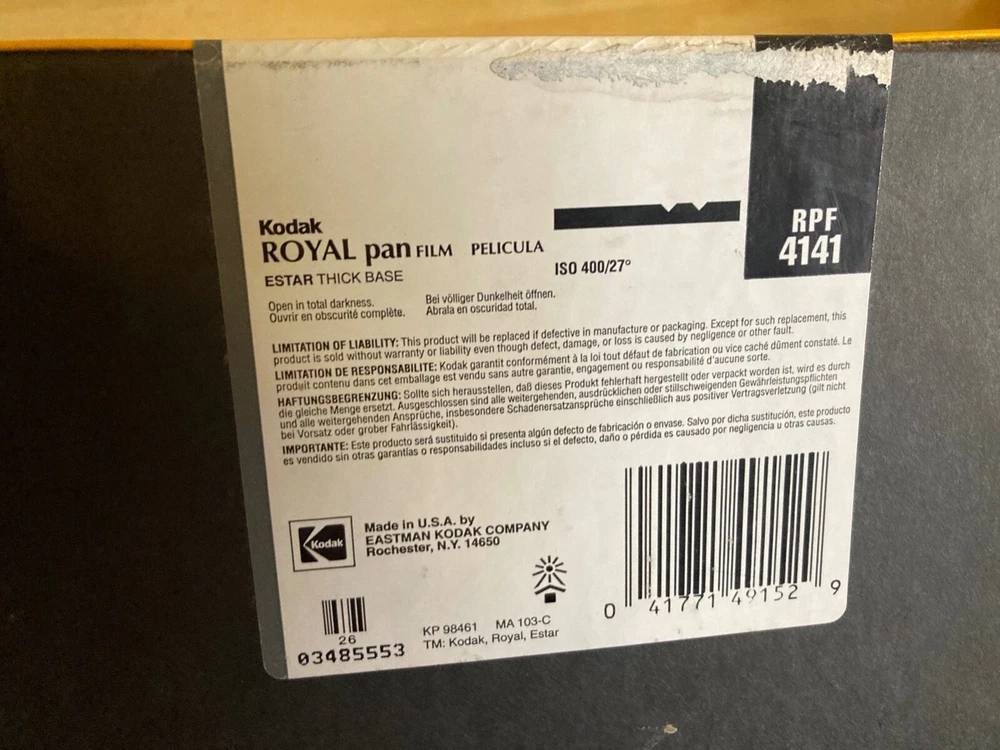 Kodak
ROYAL pan FILM PELICULA
ESTAR THICK BASE
ISO 400/27°
RPF
4141
Open in total darkness.
Ouvrir en obscurité complète.
Bei völliger Dunkelheit öffnen.
Abrala en oscuridad total.
LIMITATION OF LIABILITY: This product will be replaced if defective in manufacture or packaging. Except for such replacement, this
product is sold without warranty or liability even though defect, damage, or loss is caused by negligence or other fault.
LIMITATION DE RESPONSABILITE: Kodak garantit conformément à la loi tout défaut de fabrication ou vice caché dûment constaté. Le
produit contenu dans cet emballage est vendu sans autre garantie, engagement ou responsabilité d'aucune sorte.
HAFTUNGSBEGRENZUNG: Sollte sich herausstellen, daß dieses Produkt fehlerhaft hergestellt oder verpackt worden ist, wird es durch
die gleiche Menge ersetzt. Ausgeschlossen sind alle weitergehenden, ausdrücklichen oder stillschweigenden Gewährleistungspflichten
und alle weitergehenden Ansprüche, insbesondere Schadenersatzansprüche einschließlich aus positiver Vertragsverletzung (gilt nicht
bei Vorsatz oder grober Fahrlässigkeit).
IMPORTANTE: Este producto será sustituido si presenta algún defecto de fabricación o envase. Salvo por dicha sustitución, este producto
es vendido sin otras garantías o responsabilidades incluso si el defecto, daño o pérdida es causado por negligencia u otras causas.
Kodak
Made in U.S.A. by
EASTMAN KODAK COMPANY
Rochester, N.Y. 14650
26
03485553
KP 98461 MA 103-C
TM: Kodak, Royal, Estar
0 41771 49152 9